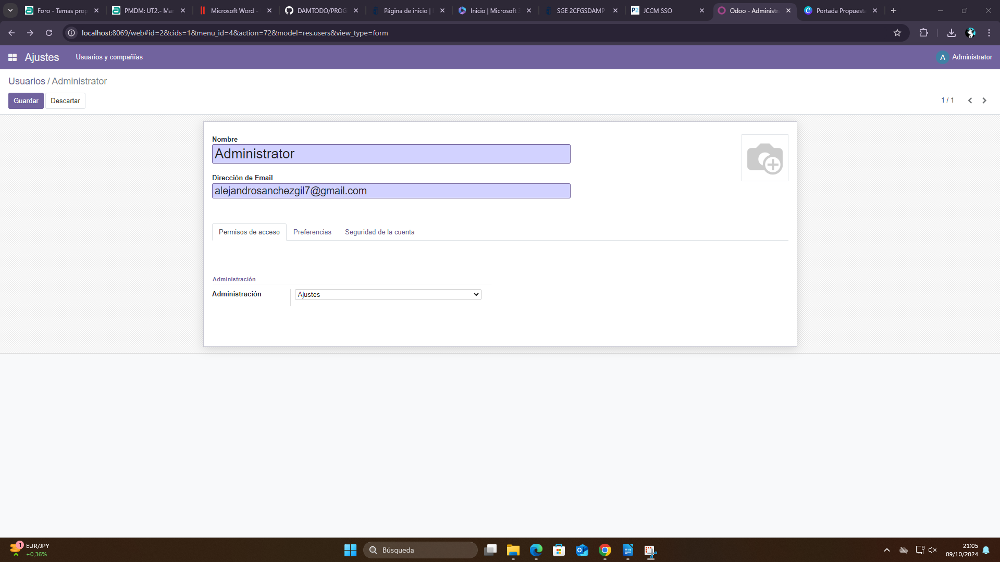 Foro - Temas prop
PMDM: UT2.- Mar
Microsoft Word -
DAMTODO/PROG
Página de inicio |
Inicio | Microsoft 3
SGE 2CFGSDAMP
JCCM SSO
Odoo - Administr
Portada Propuesta
localhost:8069/web#id=2&cids=1&menu_id=4&action=72&model=res.users&view_type=form
Ajustes
Usuarios y compañías
A
Administrator
Usuarios / Administrator
Guardar
Descartar
1 / 1
Nombre
Administrator
Dirección de Email
alejandrosanchezgil7@gmail.com
Permisos de acceso
Preferencias
Seguridad de la cuenta
Administración
Administración
Ajustes
1
EUR/JPY
+0,36%
Búsqueda
21:05
09/10/2024